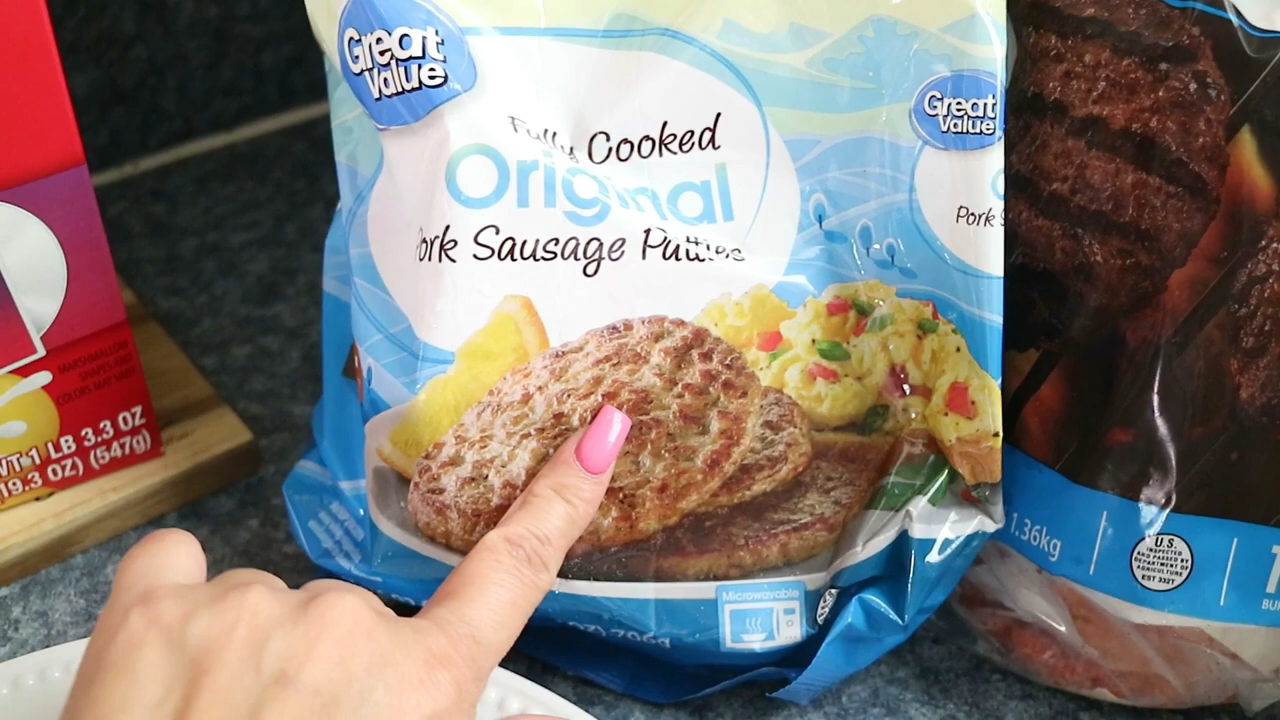 Great
Value
Fully Cooked
Original
Pork Sausage Patties
Great
Value
Pork
MARSHMALLOW
SHAPES AND
COLORS MAY VARY
WT 1 LB 3.3 OZ
(19.3 OZ) (547g)
Microwavable
706g
1.36kg
U.S.
INSPECTED
AND PASSED BY
DEPARTMENT OF
AGRICULTURE
EST 332T